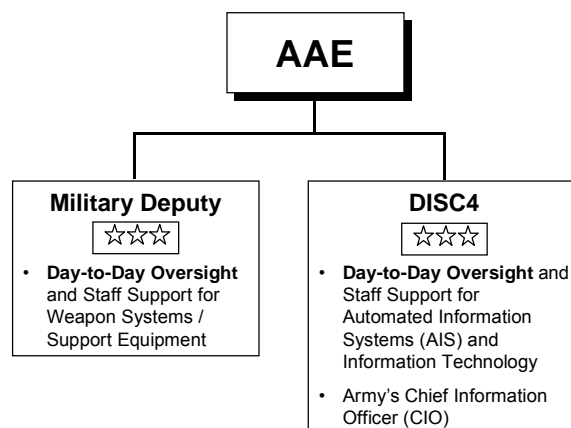 AAE
Military Deputy
• Day-to-Day Oversight
and Staff Support for
Weapon Systems /
Support Equipment
DISC4
• Day-to-Day Oversight and
Staff Support for
Automated Information
Systems (AIS) and
Information Technology
• Army's Chief Information
Officer (CIO)